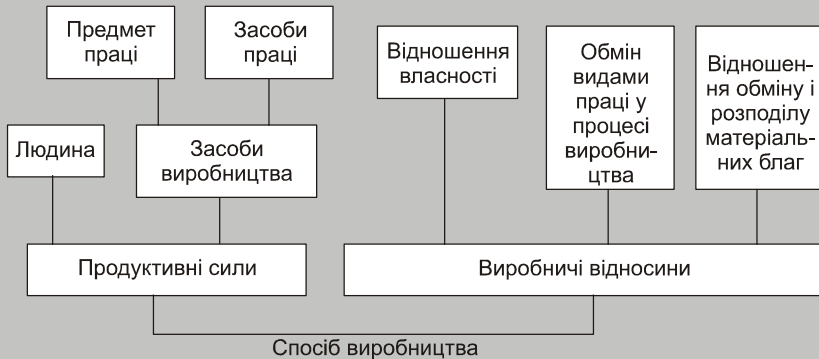 Предмет
праці
Засоби
праці
Відношення
власності
Обмін
видами
праці у
процесі
виробни-
цтва
Відношен-
ня обміну і
розподілу
матеріаль-
них благ
Людина
Засоби
виробництва
Продуктивні сили
Виробничі відносини
Спосіб виробництва